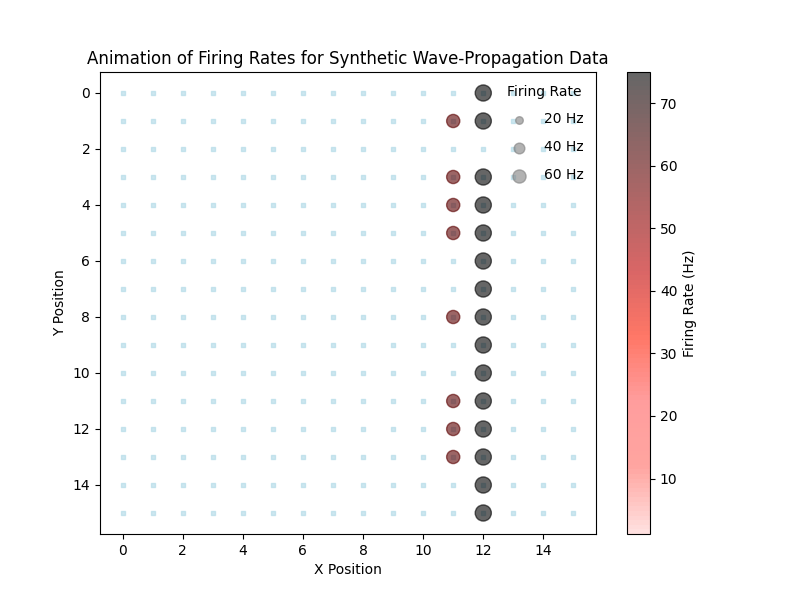 Animation of Firing Rates for Synthetic Wave-Propagation Data
Firing Rate
20 Hz
40 Hz
60 Hz
0
2
4
6
8
10
12
14
Y Position
0 2 4 6 8 10 12 14
X Position
70
60
50
40
30
20
10
Firing Rate (Hz)